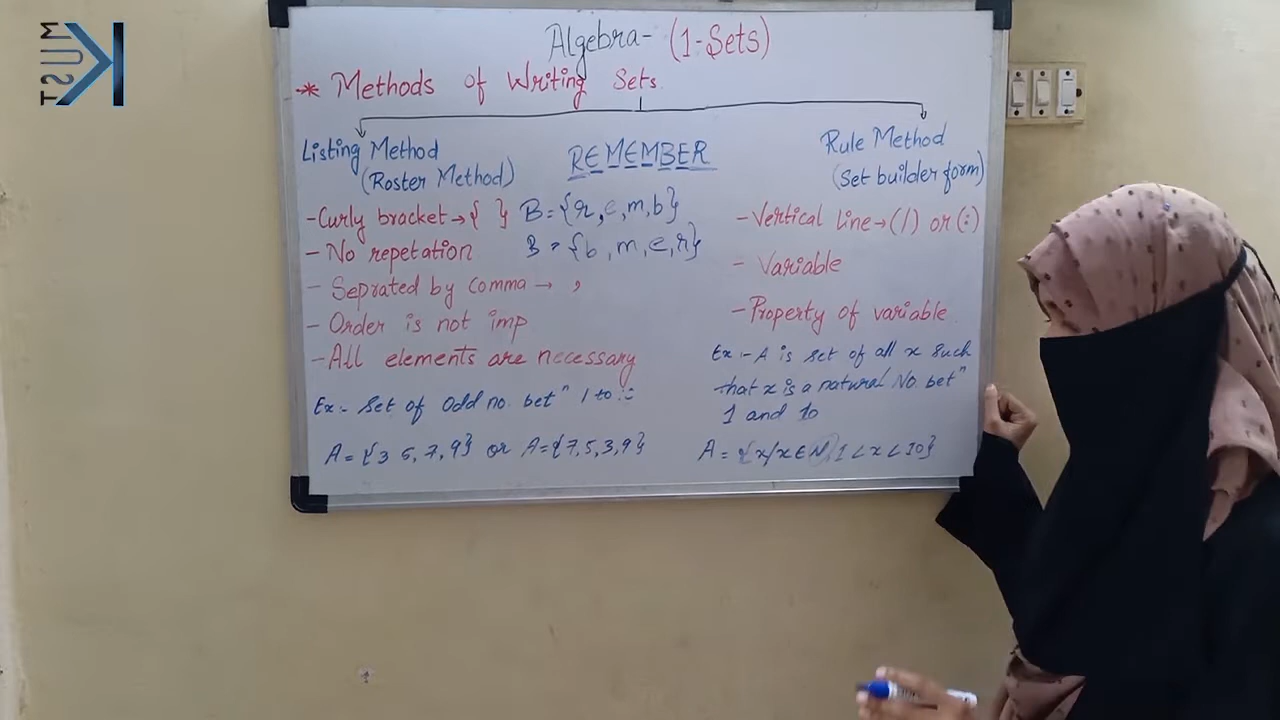 KMUST
Algebra- (1-Sets)
* Methods of Writing Sets
Listing Method
(Roster Method)
-Curly bracket→{ }
-No repetation
- Seprated by comma → ,
- Order is not imp
-All elements are necessary
Ex:- Set of odd no. betⁿ 1 to
A={3 5,7,9} or A={7,5,3,9}
REMEMBER
B={r,e,m,b}
B={b,m,e,r}
Rule Method
(Set builder form)
-Vertical line→(/) or (:)
- Variable
- Property of variable
Ex:- A is set of all x such
that x is a natural No. betⁿ
1 and 10
A = {x/x∈N,1<x<10}